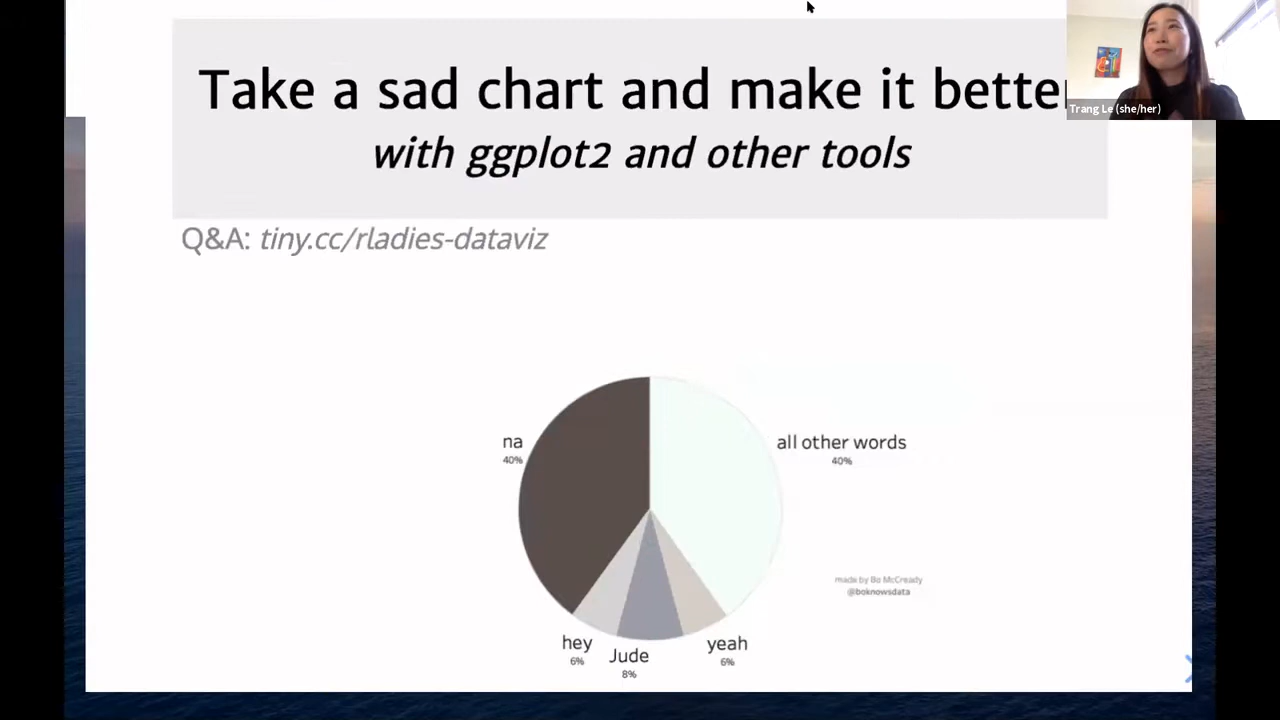 Take a sad chart and make it bette
with ggplot2 and other tools
Trang Le (she/her)
Q&A: tiny.cc/rladies-dataviz
na
40%
all other words
40%
made by Bo McCready
@boknowsdata
hey
6%
Jude
8%
yeah
6%